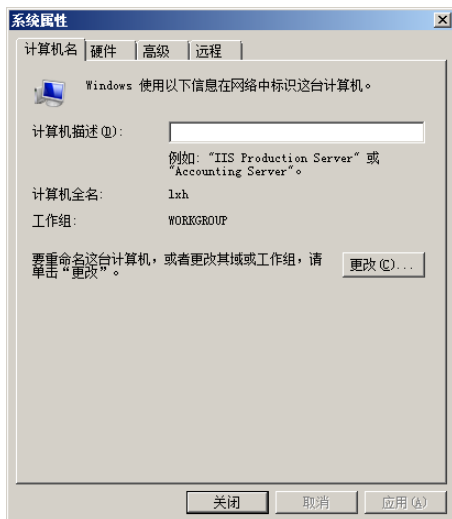 系统属性
计算机名 硬件 高级 远程
Windows 使用以下信息在网络中标识这台计算机。
计算机描述(D):
例如: "IIS Production Server" 或
"Accounting Server"。
计算机全名: lxh
工作组: WORKGROUP
要重命名这台计算机，或者更改其域或工作组，请
单击“更改”。
更改(C)...
关闭 取消 应用(A)